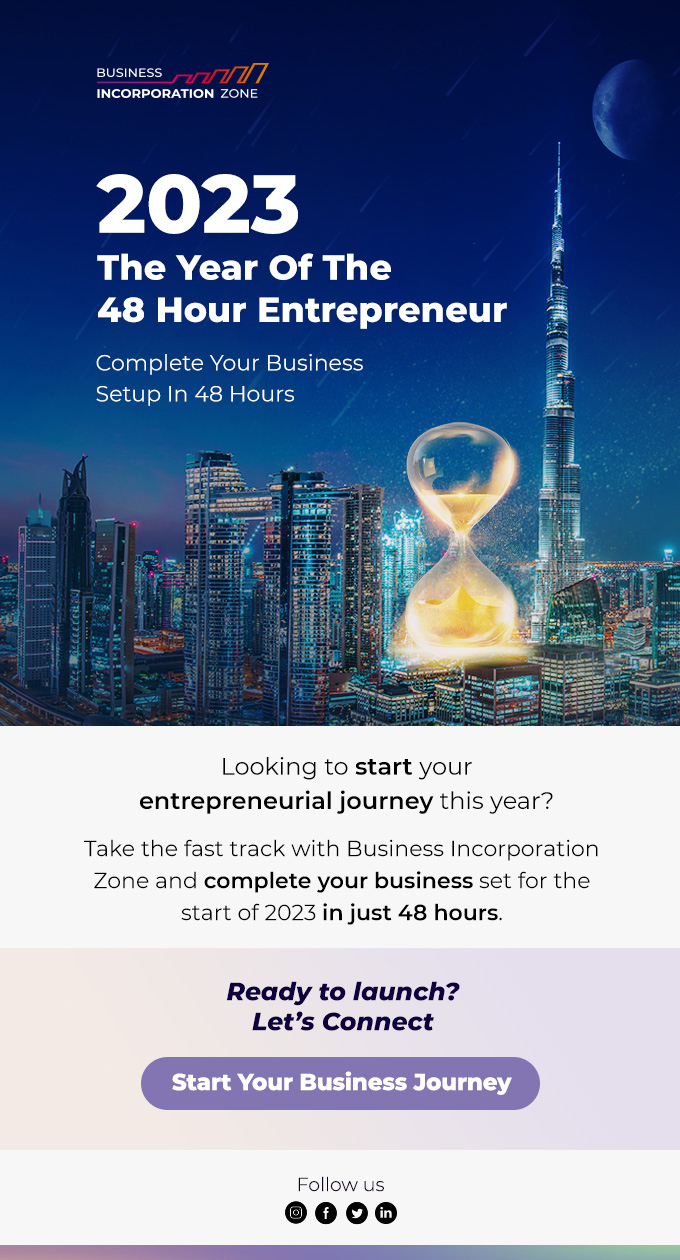 BUSINESS
INCORPORATION ZONE
2023
The Year Of The
48 Hour Entrepreneur
Complete Your Business
Setup In 48 Hours
Looking to start your
entrepreneurial journey this year?
Take the fast track with Business Incorporation
Zone and complete your business set for the
start of 2023 in just 48 hours.
Ready to launch?
Let's Connect
Start Your Business Journey
Follow us